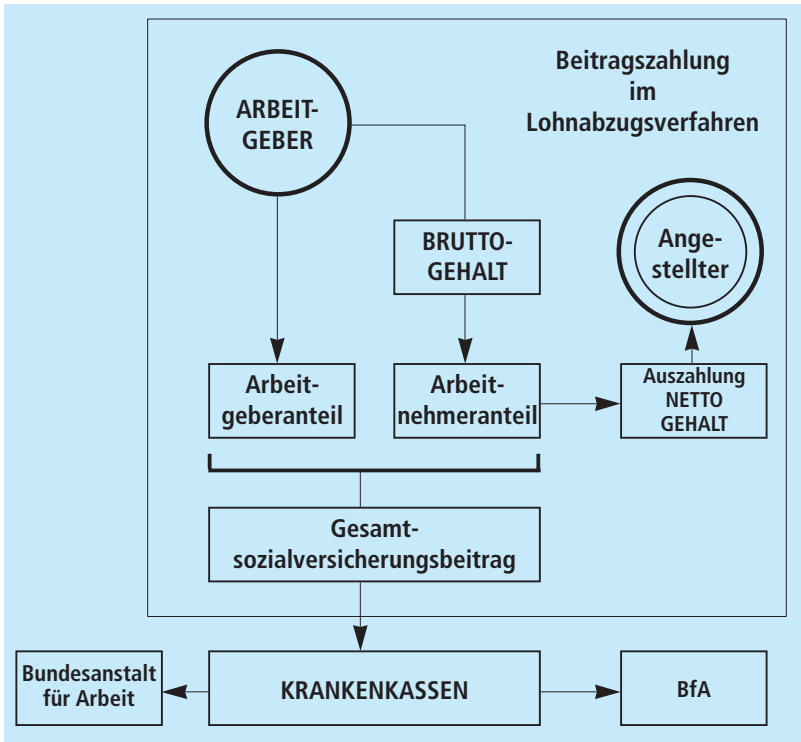 Beitragszahlung
im
Lohnabzugsverfahren
ARBEIT-
GEBER
BRUTTO-
GEHALT
Ange-
stellter
Arbeit-
geberanteil
Arbeit-
nehmeranteil
Auszahlung
NETTO
GEHALT
Gesamt-
sozialversicherungsbeitrag
Bundesanstalt
für Arbeit
KRANKENKASSEN
BfA